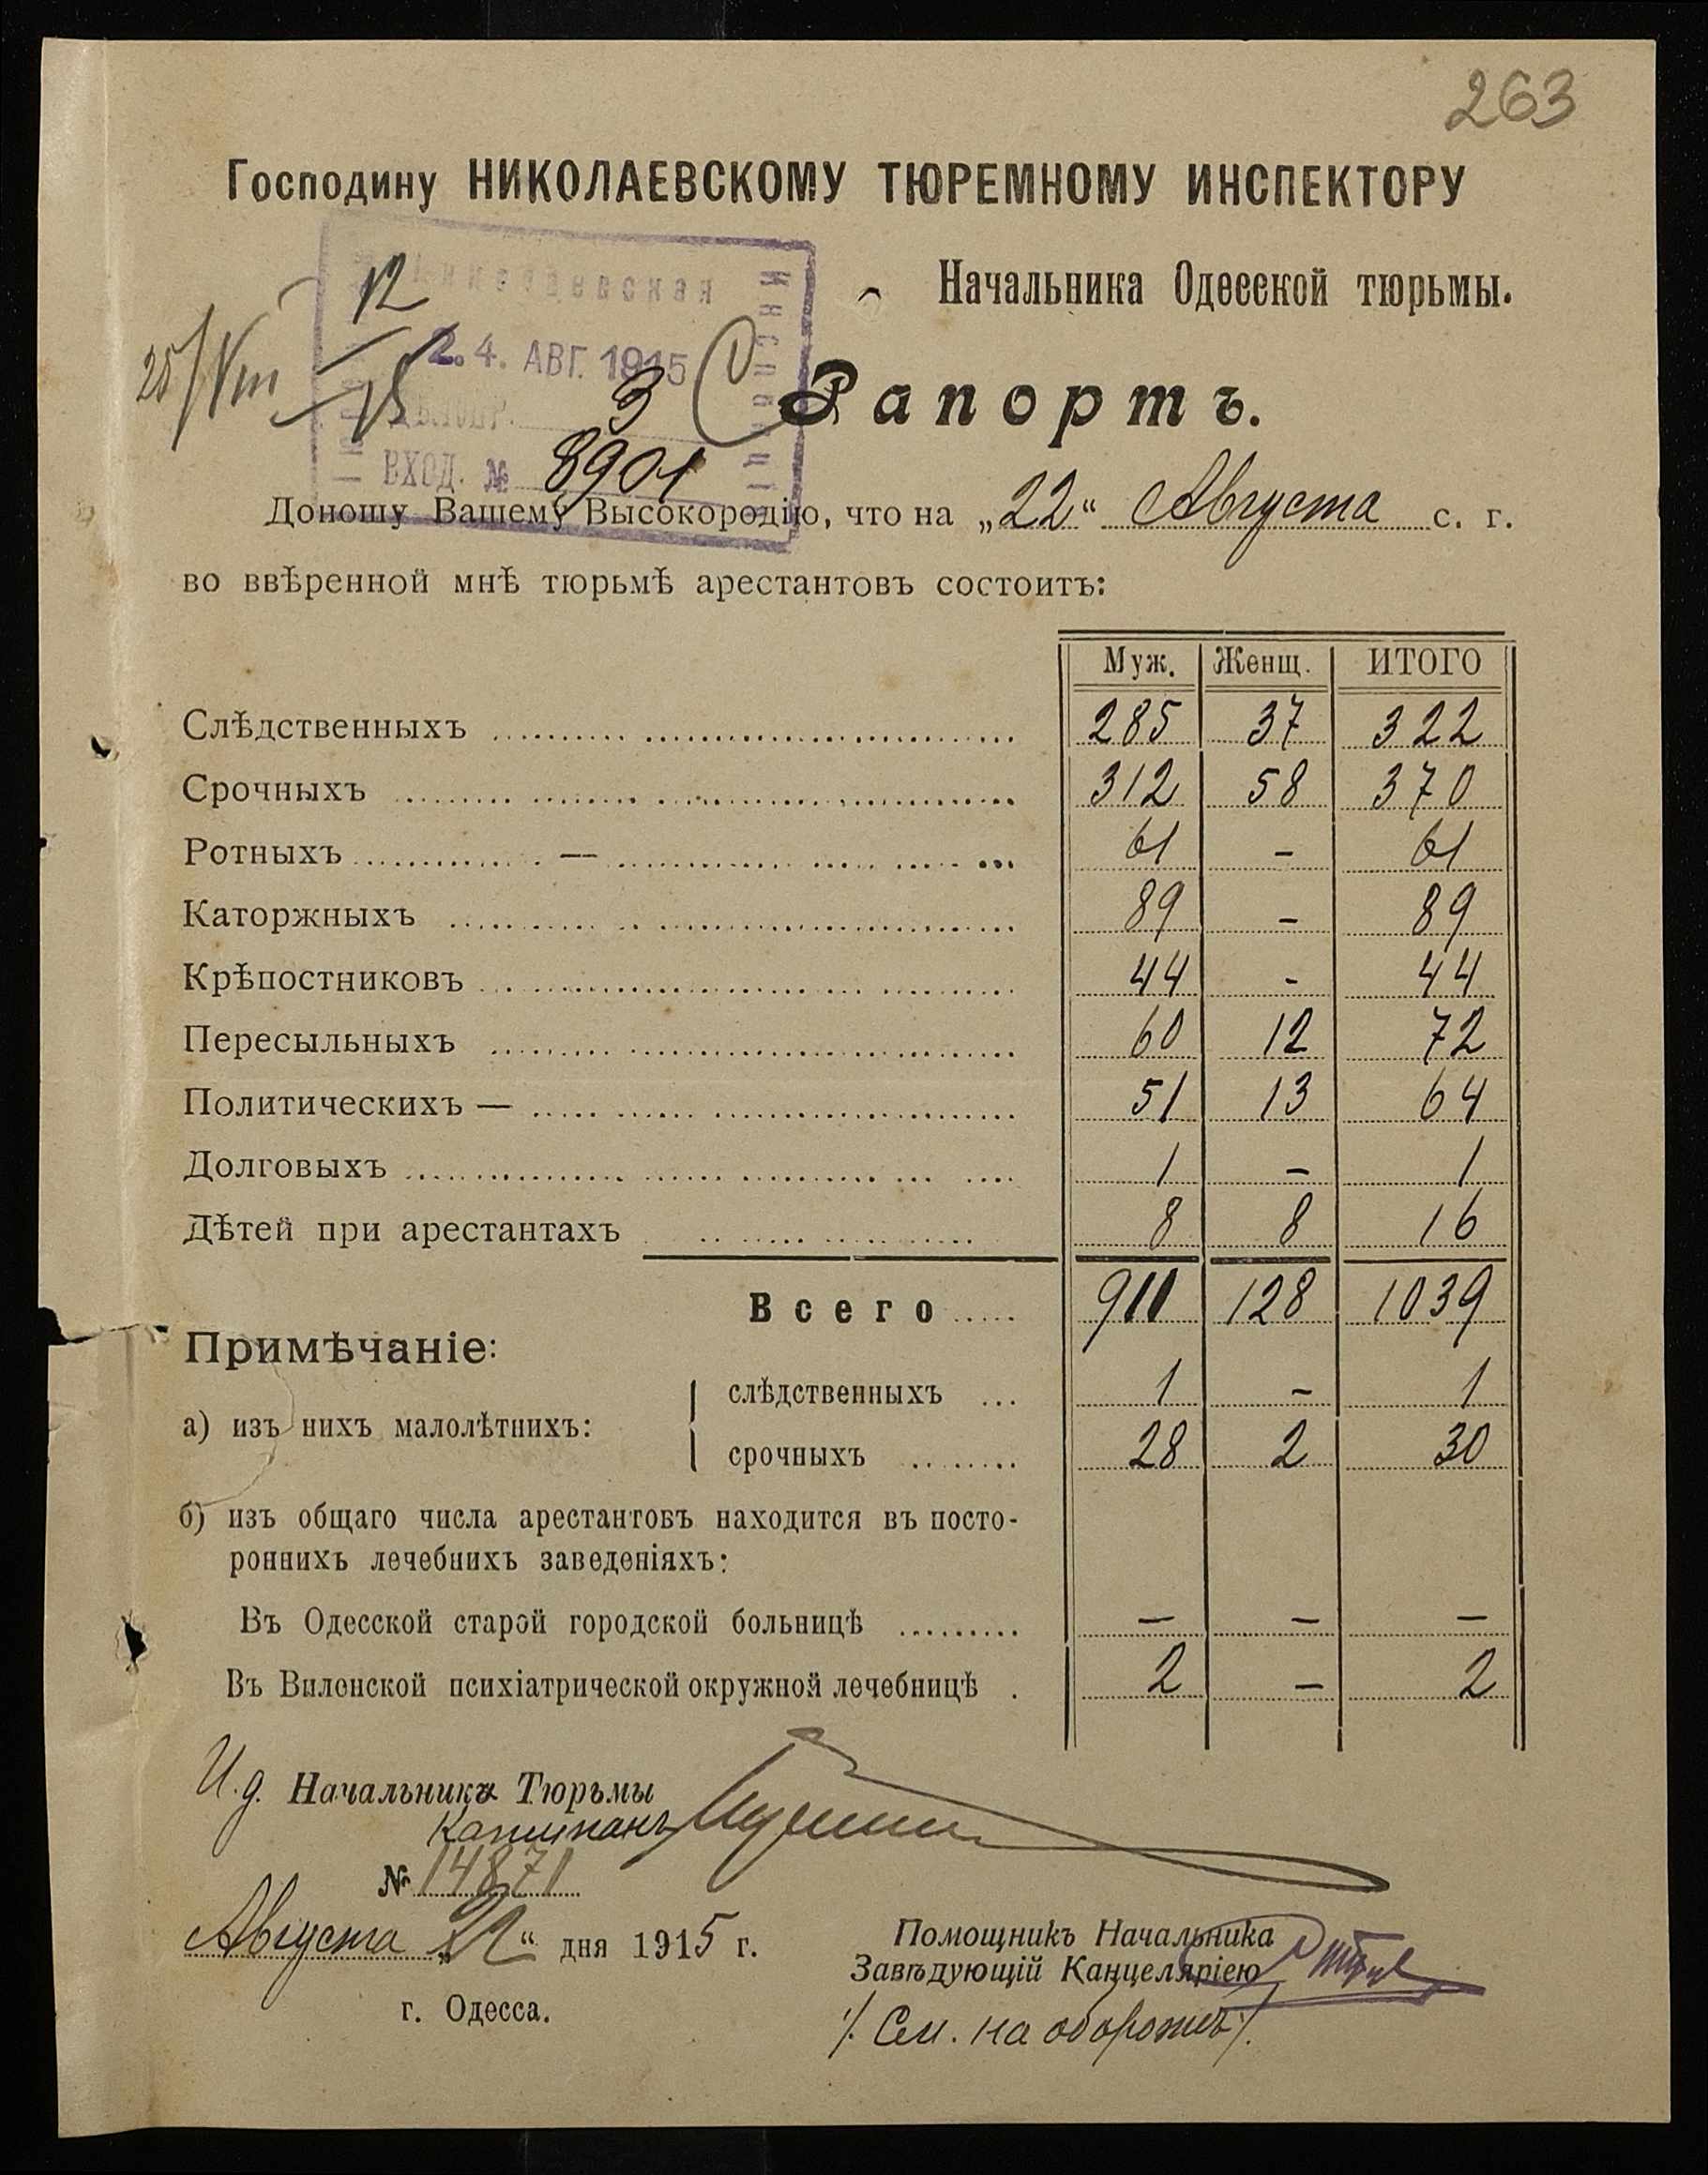 263
Господину НИКОЛАЕВСКОМУ ТЮРЕМНОМУ ИНСПЕКТОРУ
Начальника Одесской тюрьмы.
12
25/VIII
24. АВГ. 1915
3
Рапортъ.
ВХОД. № 8901
Доношу Вашему Высокородію, что на „22“ Августа с. г.
во ввѣренной мнѣ тюрьмѣ арестантовъ состоитъ:
Муж. Женщ. ИТОГО
Слѣдственныхъ 285 37 322
Срочныхъ 312 58 370
Ротныхъ — 61 - 61
Каторжныхъ 89 - 89
Крѣпостниковъ 44 - 44
Пересыльныхъ 60 12 72
Политическихъ — 51 13 64
Долговыхъ 1 - 1
Дѣтей при арестантахъ 8 8 16
Всего 911 128 1039
Примѣчаніе:
а) изъ нихъ малолѣтнихъ:
слѣдственныхъ 1 - 1
срочныхъ 28 2 30
б) изъ общаго числа арестантовъ находится въ посто-
роннихъ лечебнихъ заведеніяхъ:
Въ Одесской старой городской больницѣ — — —
Въ Виленской психіатрической окружной лечебницѣ 2 — 2
И.д. Начальника Тюрьмы
Капитанъ
№ 14871
Августа „22“ дня 1915 г.
г. Одесса.
Помощникъ Начальника
Завѣдующій Канцеляріею
/. См. на оборотѣ /.